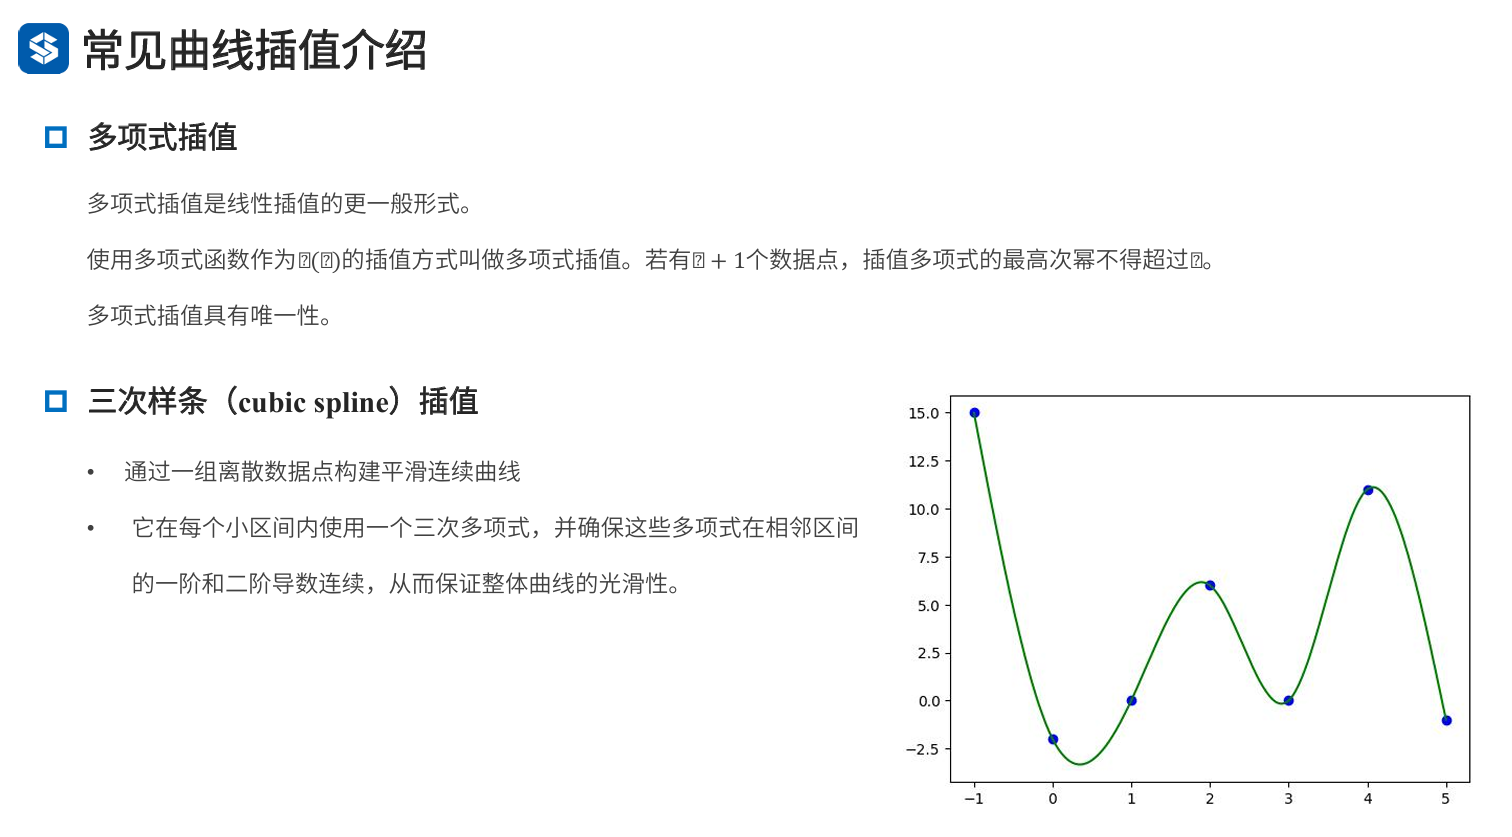 常见曲线插值介绍
多项式插值
多项式插值是线性插值的更一般形式。
使用多项式函数作为()的插值方式叫做多项式插值。若有 + 1个数据点，插值多项式的最高次幂不得超过。
多项式插值具有唯一性。
三次样条（cubic spline）插值
• 通过一组离散数据点构建平滑连续曲线
• 它在每个小区间内使用一个三次多项式，并确保这些多项式在相邻区间
的一阶和二阶导数连续，从而保证整体曲线的光滑性。
15.0
12.5
10.0
7.5
5.0
2.5
0.0
−2.5
−1 0 1 2 3 4 5